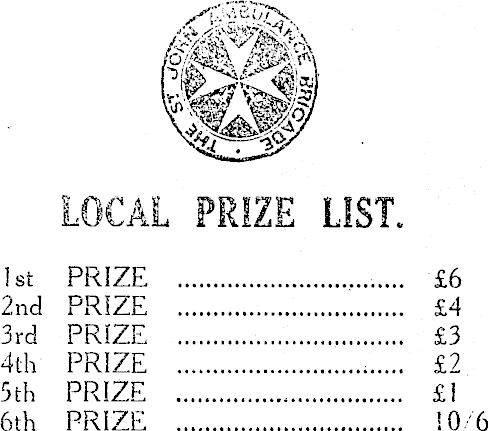 THE ST JOHN AMBULANCE BRIGADE
LOCAL PRIZE LIST.
1st PRIZE ................................ £6
2nd PRIZE ................................ £4
3rd PRIZE ................................ £3
4th PRIZE ................................ £2
5th PRIZE ................................ £1
6th PRIZE ................................ 10/6